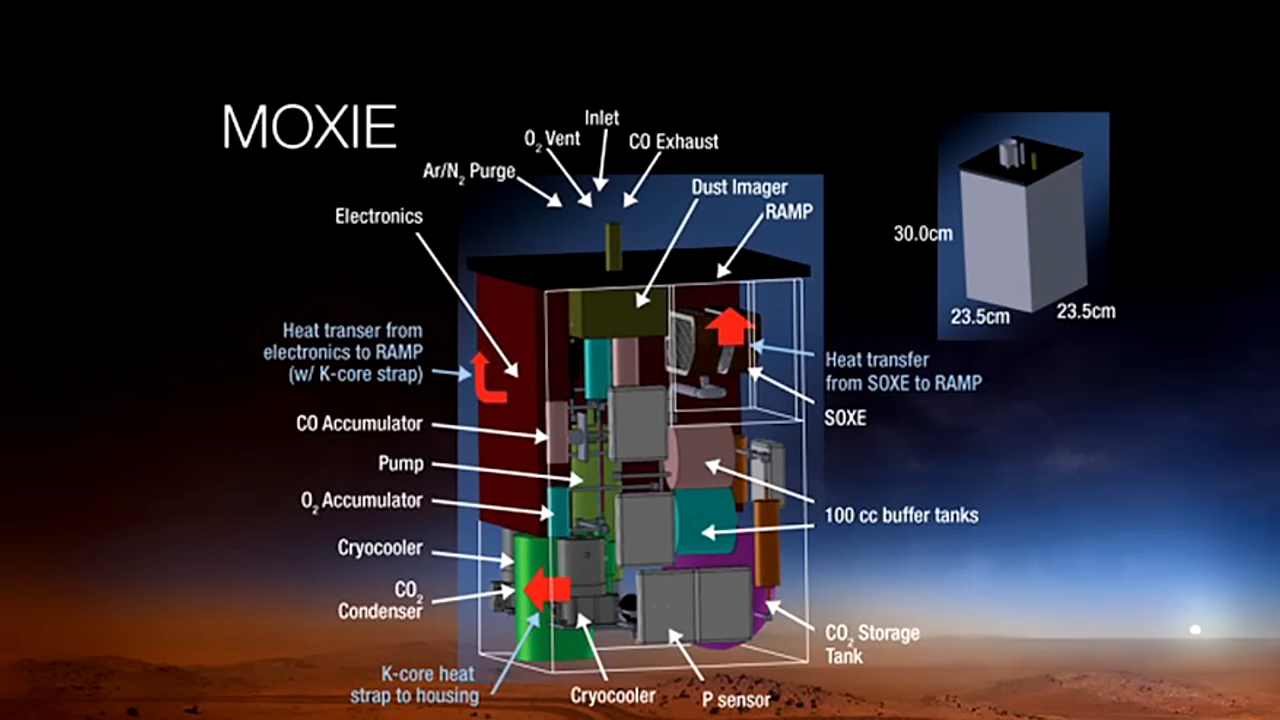 MOXIE
Inlet
O₂ Vent
CO Exhaust
Ar/N₂ Purge
Dust Imager
RAMP
Electronics
30.0cm
23.5cm
23.5cm
Heat transer from
electronics to RAMP
(w/ K-core strap)
Heat transfer
from SOXE to RAMP
SOXE
CO Accumulator
Pump
O₂ Accumulator
100 cc buffer tanks
Cryocooler
CO₂
Condenser
CO₂ Storage
Tank
K-core heat
strap to housing
Cryocooler
P sensor